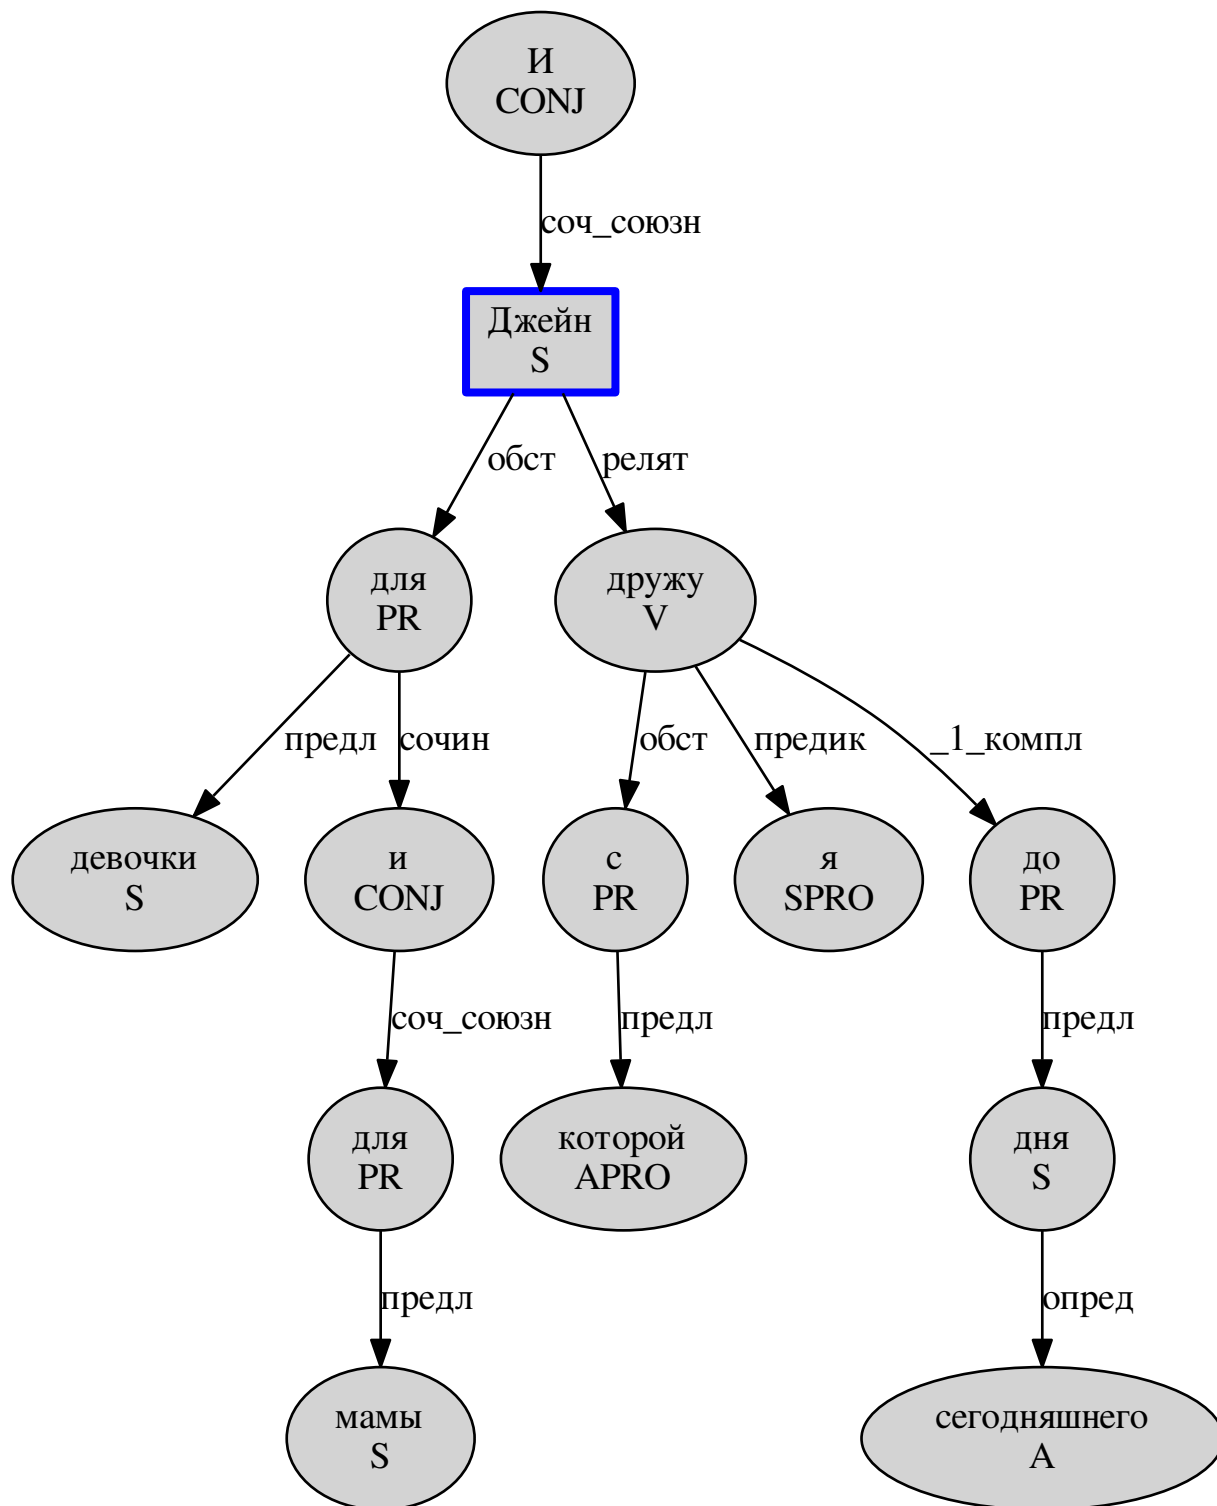 И
CONJ
соч_союзн
Джейн
S
обст
релят
для
PR
дружу
V
предл
сочин
обст
предик
_1_компл
девочки
S
и
CONJ
с
PR
я
SPRO
до
PR
соч_союзн
предл
предл
для
PR
которой
APRO
дня
S
предл
опред
мамы
S
сегодняшнего
A